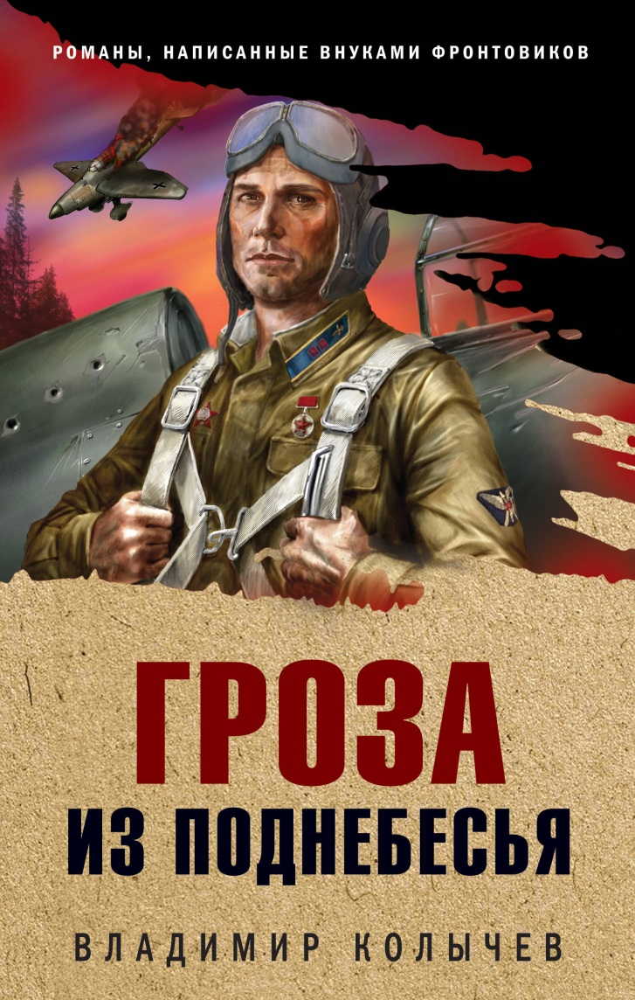 РОМАНЫ, НАПИСАННЫЕ ВНУКАМИ ФРОНТОВИКОВ
ГРОЗА
ИЗ ПОДНЕБЕСЬЯ
ВЛАДИМИР КОЛЫЧЕВ